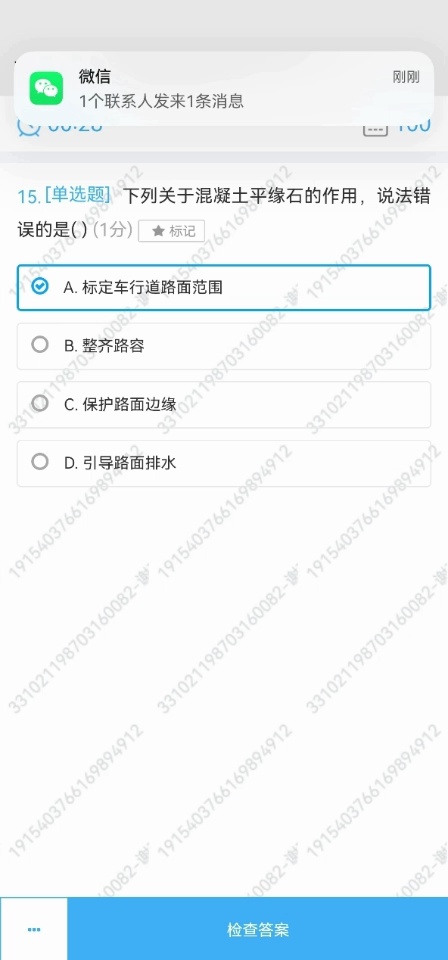 微信
刚刚
1个联系人发来1条消息
15.[单选题] 下列关于混凝土平缘石的作用，说法错
误的是( ) (1分) ★ 标记
A. 标定车行道路面范围
B. 整齐路容
C. 保护路面边缘
D. 引导路面排水
1915403766169894912
331021198703160082-谢
检查答案